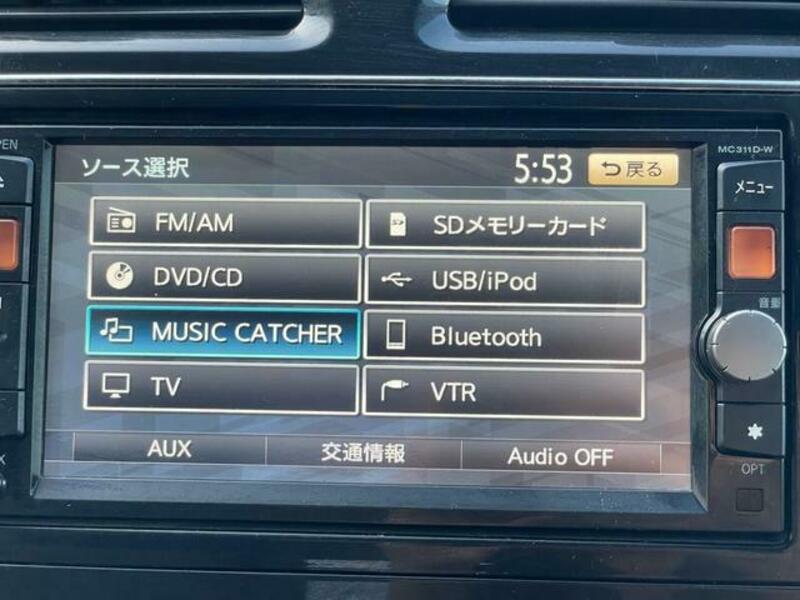 MC311D-W
ソース選択
5:53
戻る
メニュー
FM/AM
SDメモリーカード
DVD/CD
USB/iPod
音量
MUSIC CATCHER
Bluetooth
TV
VTR
AUX
交通情報
Audio OFF
OPT